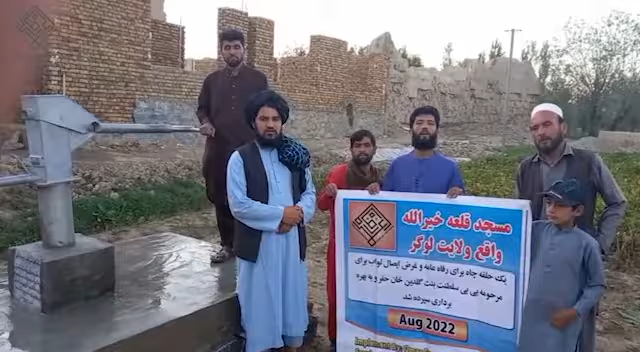 مسجد قلعه خیرالله
واقع ولایت لوگر
یک حلقه چاه برای رفاه عامه و غرض ایصال ثواب برای
مرحومه بی بی سلطنت بنت گلدین خان حفر و به بهره
برداری سپرده شد
Aug 2022